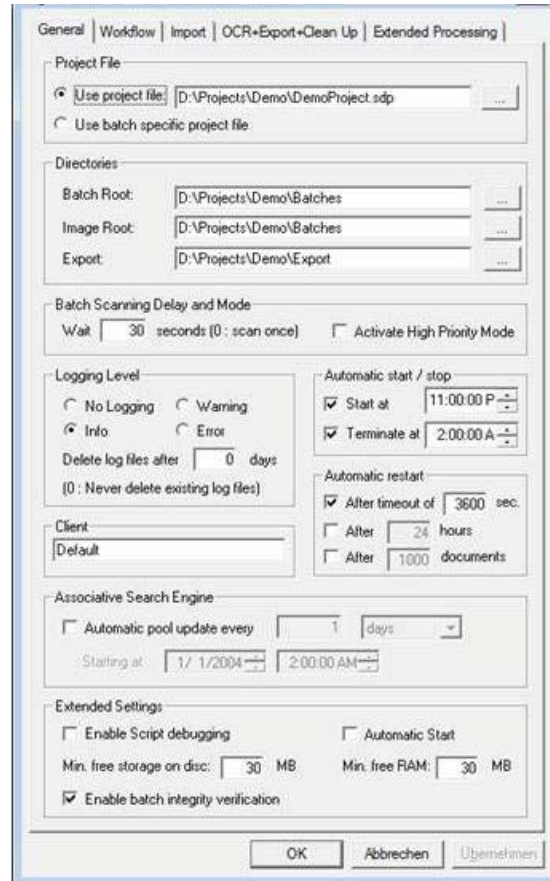 General Workflow Import OCR+Export+Clean Up Extended Processing
Project File
Use project file: D:\Projects\Demo\DemoProject.sdp ...
Use batch specific project file
Directories
Batch Root: D:\Projects\Demo\Batches ...
Image Root: D:\Projects\Demo\Batches ...
Export: D:\Projects\Demo\Export ...
Batch Scanning Delay and Mode
Wait 30 seconds (0 : scan once) Activate High Priority Mode
Logging Level
No Logging Warning
Info Error
Delete log files after 0 days
(0 : Never delete existing log files)
Automatic start / stop
Start at 11:00:00 P
Terminate at 2:00:00 A
Automatic restart
After timeout of 3600 sec.
After 24 hours
After 1000 documents
Client
Default
Associative Search Engine
Automatic pool update every 1 days
Starting at 1/ 1/2004 2:00:00 AM
Extended Settings
Enable Script debugging Automatic Start
Min. free storage on disc: 30 MB Min. free RAM: 30 MB
Enable batch integrity verification
OK Abbrechen Übernehmen